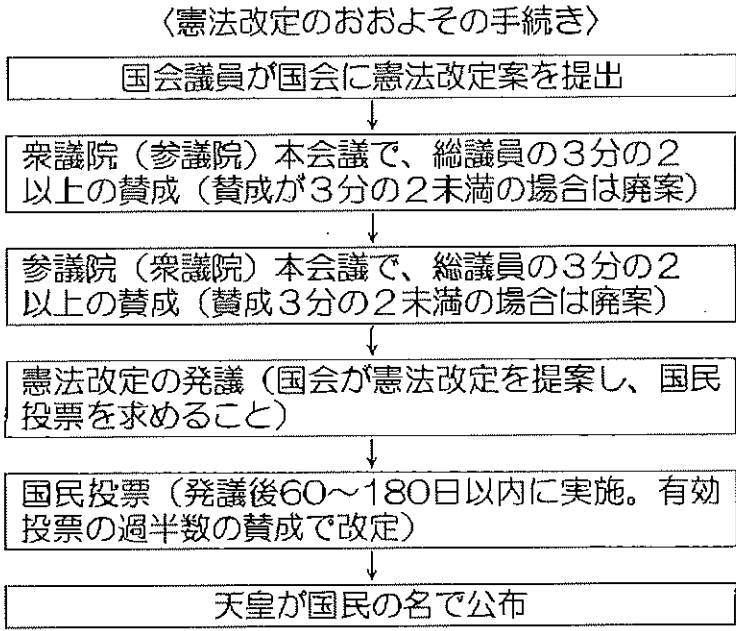 〈憲法改定のおおよその手続き〉
国会議員が国会に憲法改定案を提出
衆議院（参議院）本会議で、総議員の３分の２
以上の賛成（賛成が３分の２未満の場合は廃案）
参議院（衆議院）本会議で、総議員の３分の２
以上の賛成（賛成３分の２未満の場合は廃案）
憲法改定の発議（国会が憲法改定を提案し、国民
投票を求めること）
国民投票（発議後60～180日以内に実施。有効
投票の過半数の賛成で改定）
天皇が国民の名で公布